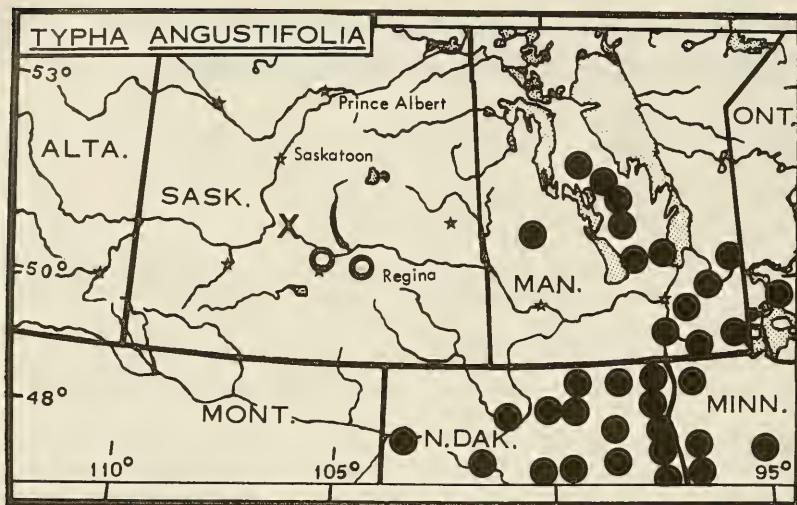 TYPHA ANGUSTIFOLIA
53°
Prince Albert
ONT.
ALTA.
Saskatoon
SASK.
X
50°
Regina
MAN.
48°
MONT.
N.DAK.
MINN.
110°
105°
95°